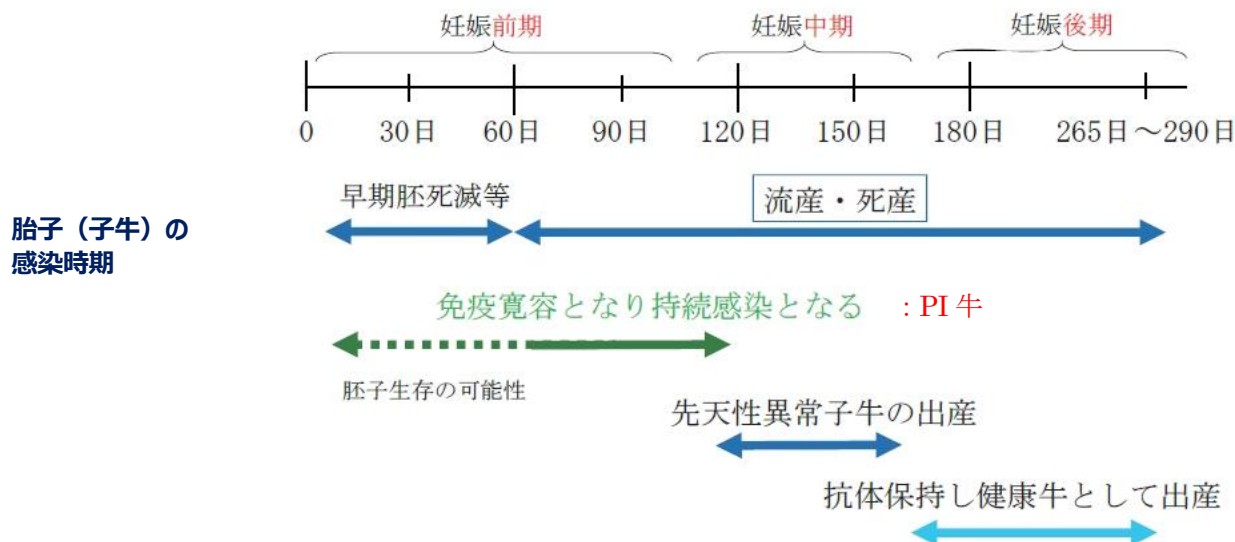 妊娠前期 妊娠中期 妊娠後期
0 30日 60日 90日 120日 150日 180日 265日～290日
早期胚死滅等 流産・死産
胎子（子牛）の
感染時期
免疫寛容となり持続感染となる ：PI 牛
胚子生存の可能性
先天性異常子牛の出産
抗体保持し健康牛として出産